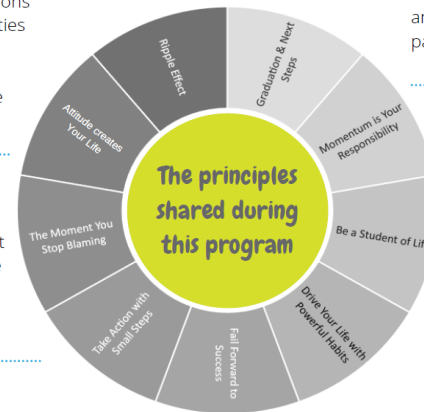 ons
ties
e
t
e
an
pa
The principles
shared during
this program
Graduation & Next
Steps
Momentum is Your
Responsibility
Be a Student of Lif
Drive Your Life with
Powerful Habits
Fail Forward to
Success
Take Action with
Small Steps
The Moment You
Stop Blaming
Attitude creates
Your Life
Ripple Effect